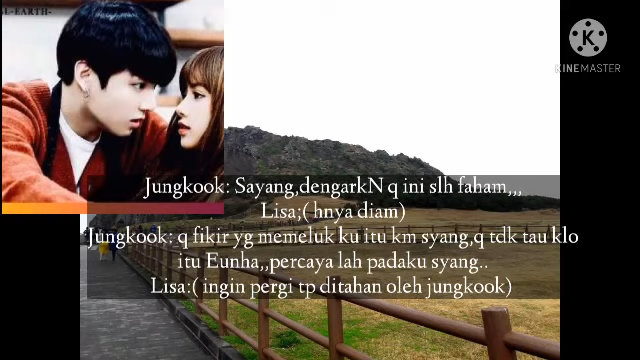 GL-EARTH-
K
KINEMASTER
Jungkook: Sayang,dengarkN q ini slh faham,,,
Lisa;( hnya diam)
Jungkook: q fikir yg memeluk ku itu km syang,q tdk tau klo
itu Eunha,,percaya lah padaku syang..
Lisa:( ingin pergi tp ditahan oleh jungkook)